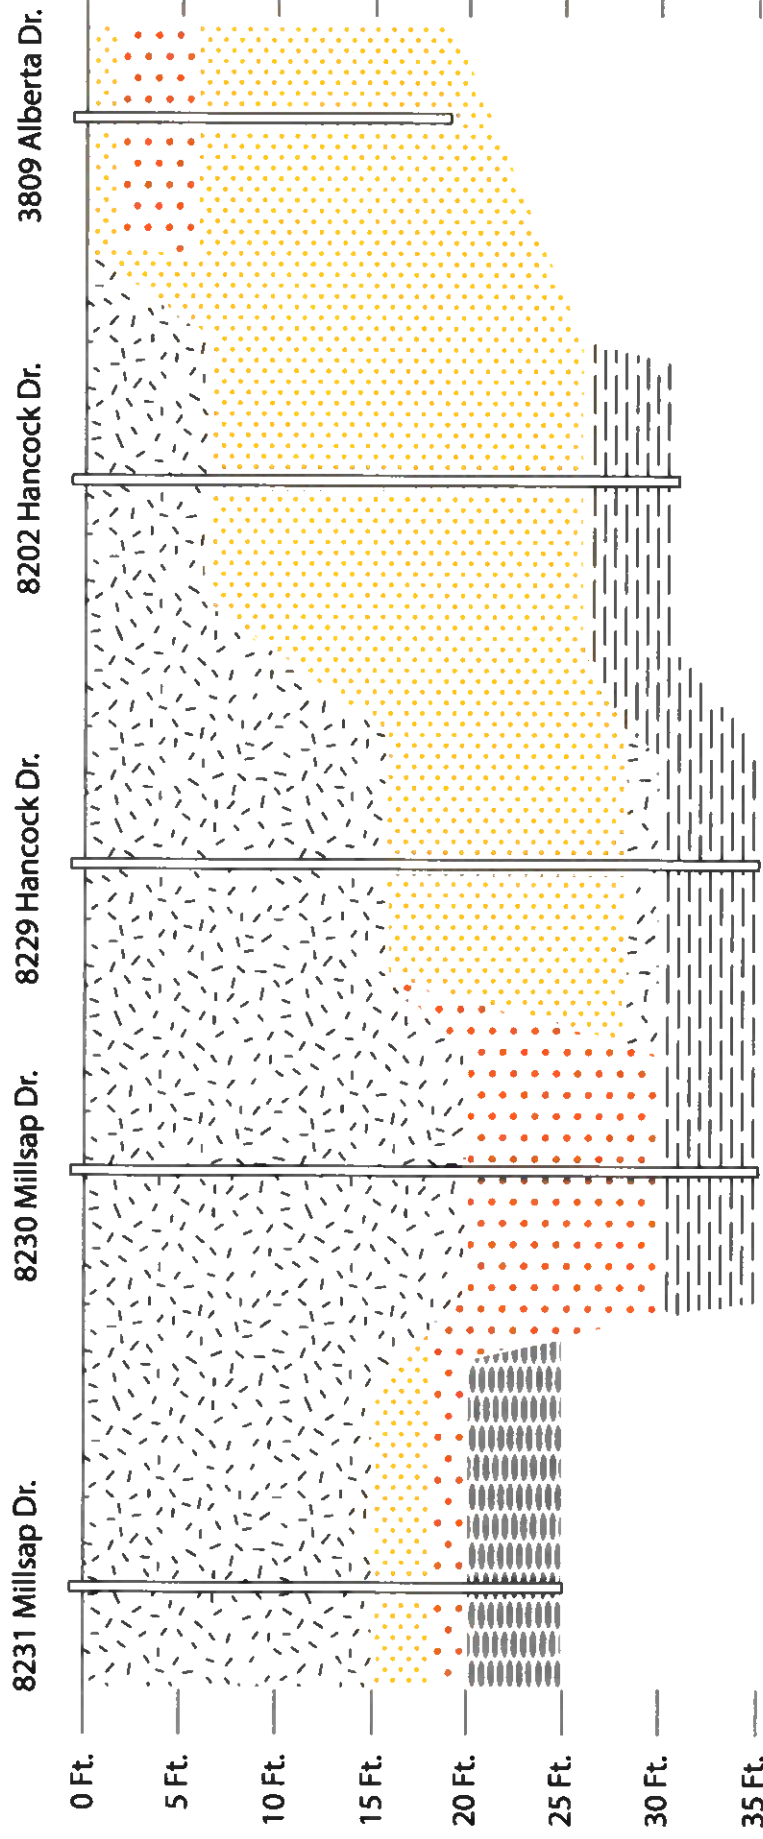 8231 Millsap Dr.
8230 Millsap Dr.
8229 Hancock Dr.
8202 Hancock Dr.
3809 Alberta Dr.
0 Ft.
5 Ft.
10 Ft.
15 Ft.
20 Ft.
25 Ft.
30 Ft.
35 Ft.